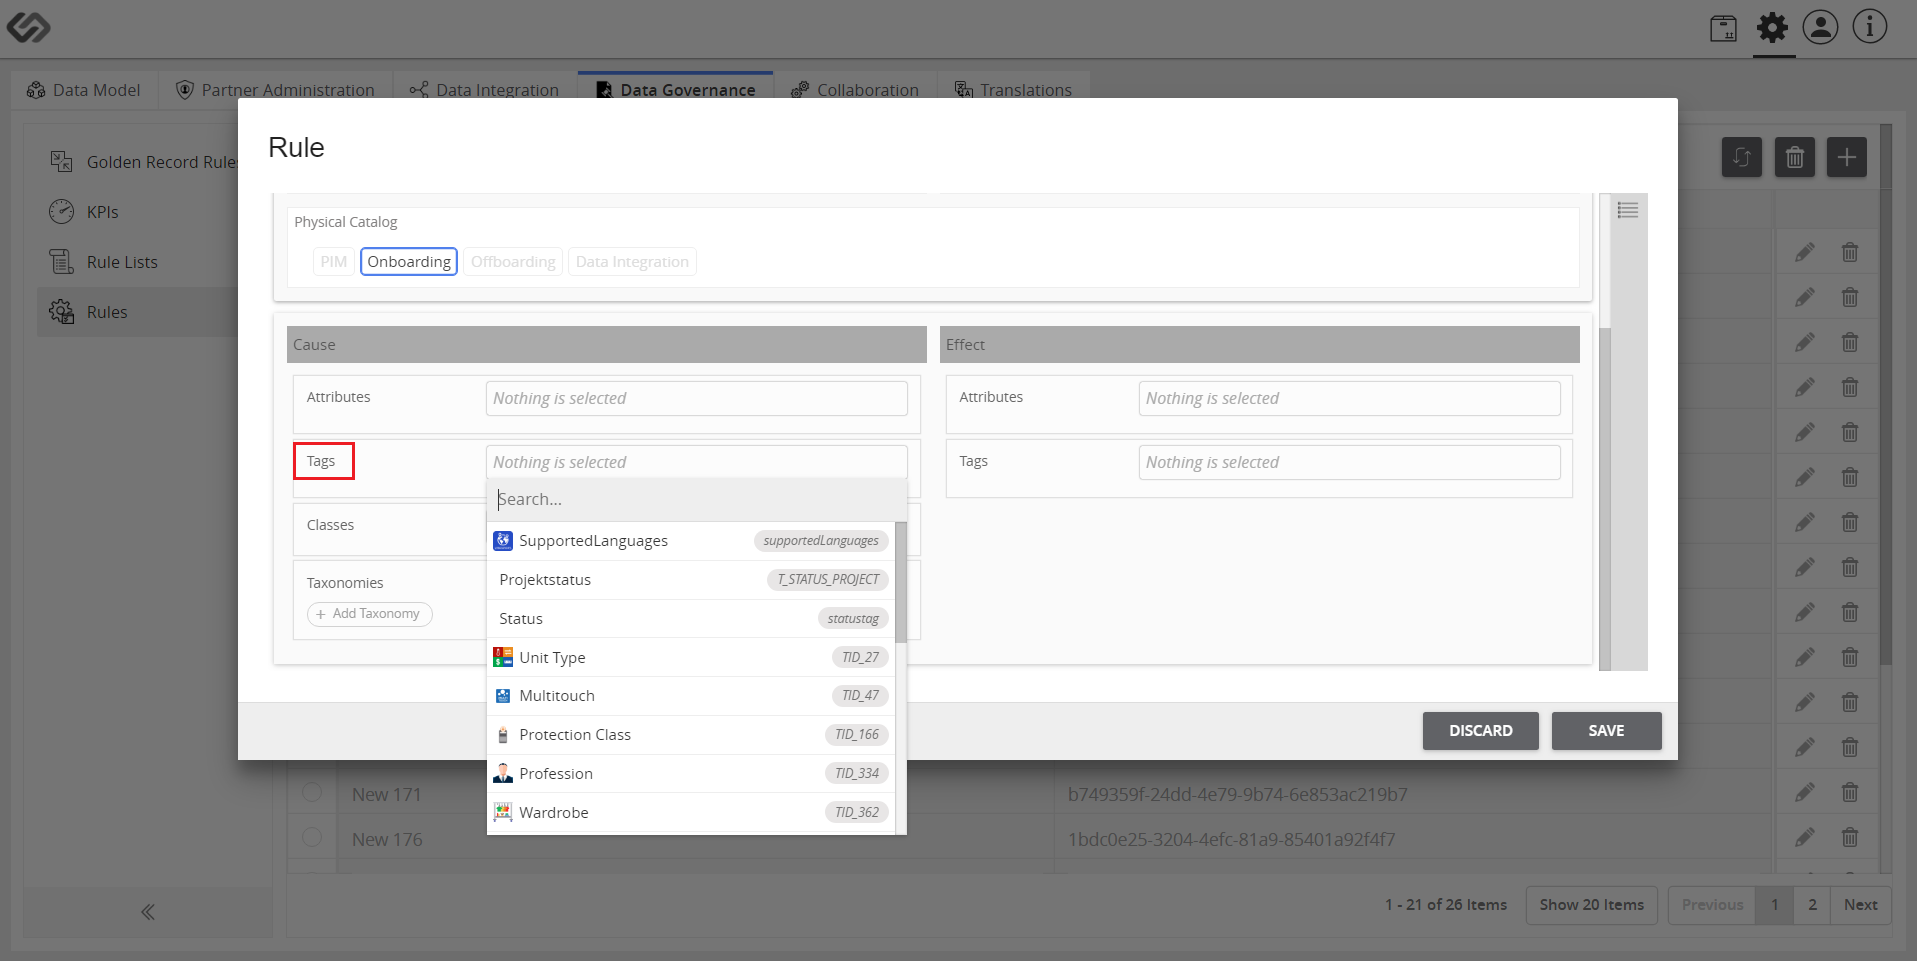 Data Model
Partner Administration
Data Integration
Data Governance
Collaboration
Translations
Golden Record Rules
KPIs
Rule Lists
Rules
Rule
Physical Catalog
PIM
Onboarding
Offboarding
Data Integration
Cause
Effect
Attributes
Nothing is selected
Attributes
Nothing is selected
Tags
Nothing is selected
Tags
Nothing is selected
Search...
Classes
SupportedLanguages supportedLanguages
Projektstatus T_STATUS_PROJECT
Taxonomies
+ Add Taxonomy
Status statustag
Unit Type TID_27
Multitouch TID_47
Protection Class TID_166
Profession TID_334
Wardrobe TID_362
DISCARD
SAVE
New 171
b749359f-24dd-4e79-9b74-6e853ac219b7
New 176
1bdc0e25-3204-4efc-81a9-85401a92f4f7
1 - 21 of 26 Items
Show 20 Items
Previous
1
2
Next